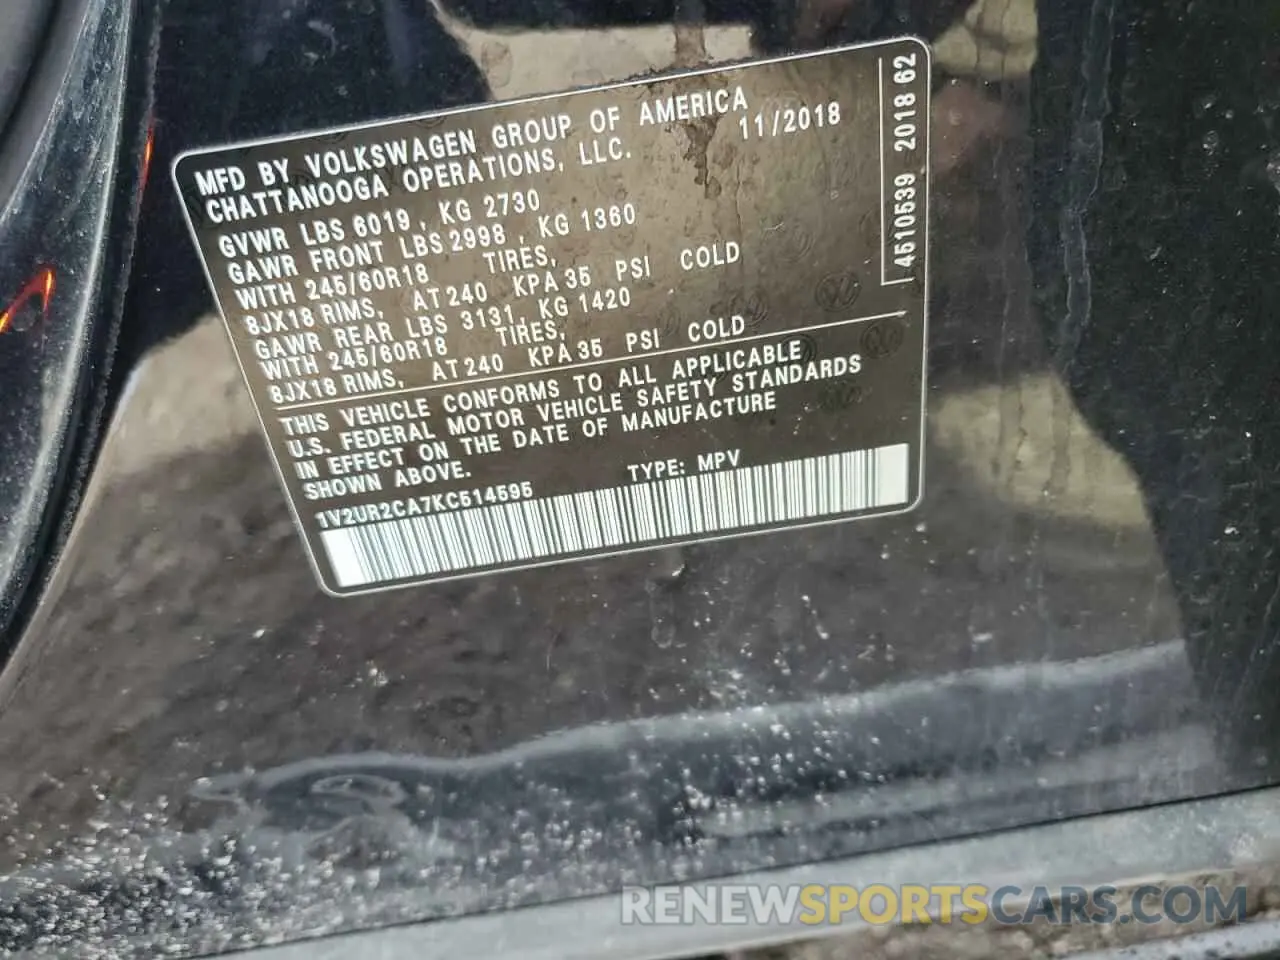 MFD BY VOLKSWAGEN GROUP OF AMERICA
CHATTANOOGA OPERATIONS, LLC. 11/2018
GVWR LBS 6019 , KG 2730
GAWR FRONT LBS 2998 , KG 1360
WITH 245/60R18 TIRES,
8JX18 RIMS, AT 240 KPA 35 PSI COLD
GAWR REAR LBS 3131, KG 1420
WITH 245/60R18 TIRES,
8JX18 RIMS, AT 240 KPA 35 PSI COLD
THIS VEHICLE CONFORMS TO ALL APPLICABLE
U.S. FEDERAL MOTOR VEHICLE SAFETY STANDARDS
IN EFFECT ON THE DATE OF MANUFACTURE
SHOWN ABOVE.
TYPE: MPV
1V2UR2CA7KC514595
4510539 2018 62
RENEWSPORTSCARS.COM